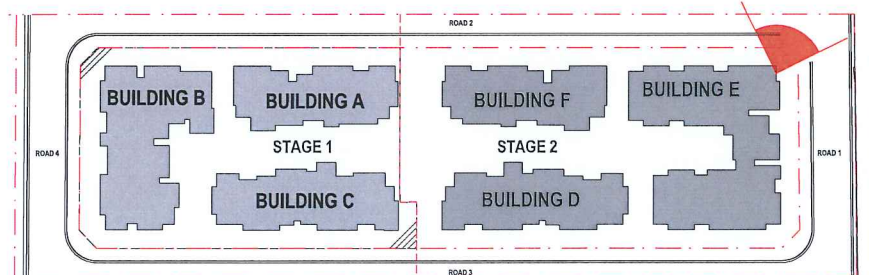 ROAD 2
BUILDING B
BUILDING A
BUILDING F
BUILDING E
STAGE 1
STAGE 2
ROAD 4
ROAD 1
BUILDING C
BUILDING D
ROAD 3